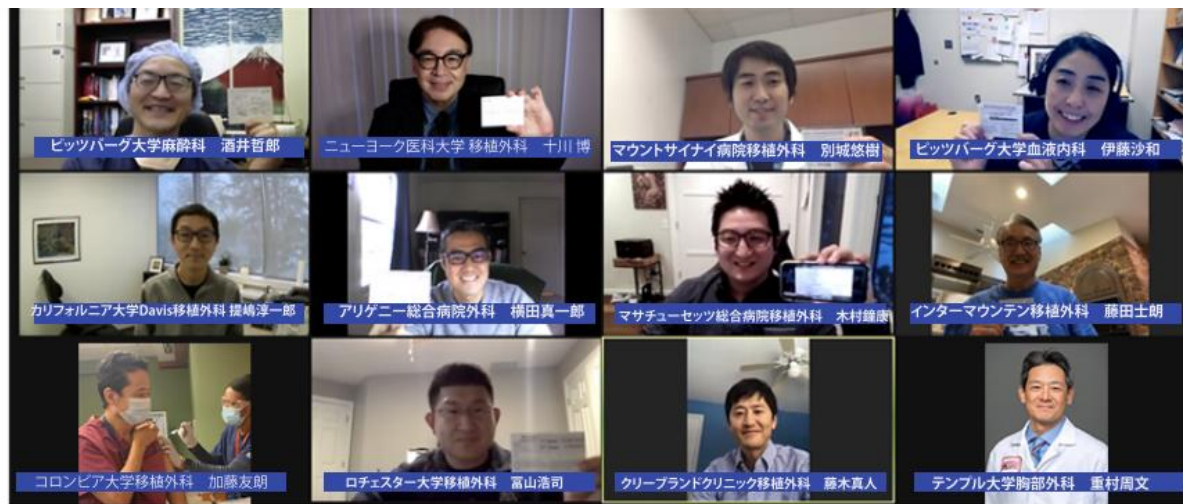 ピッツバーグ大学麻酔科 酒井哲郎
ニューヨーク医科大学 移植外科 十川 博
マウントサイナイ病院移植外科 別城悠樹
ピッツバーグ大学血液内科 伊藤沙和
カリフォルニア大学Davis移植外科 提嶋淳一郎
アリゲニー総合病院外科 横田真一郎
マサチューセッツ総合病院移植外科 木村鐘康
インターマウンテン移植外科 藤田士朗
コロンビア大学移植外科 加藤友朗
ロチェスター大学移植外科 冨山浩司
クリーブランドクリニック移植外科 藤木真人
テンプル大学胸部外科 重村周文